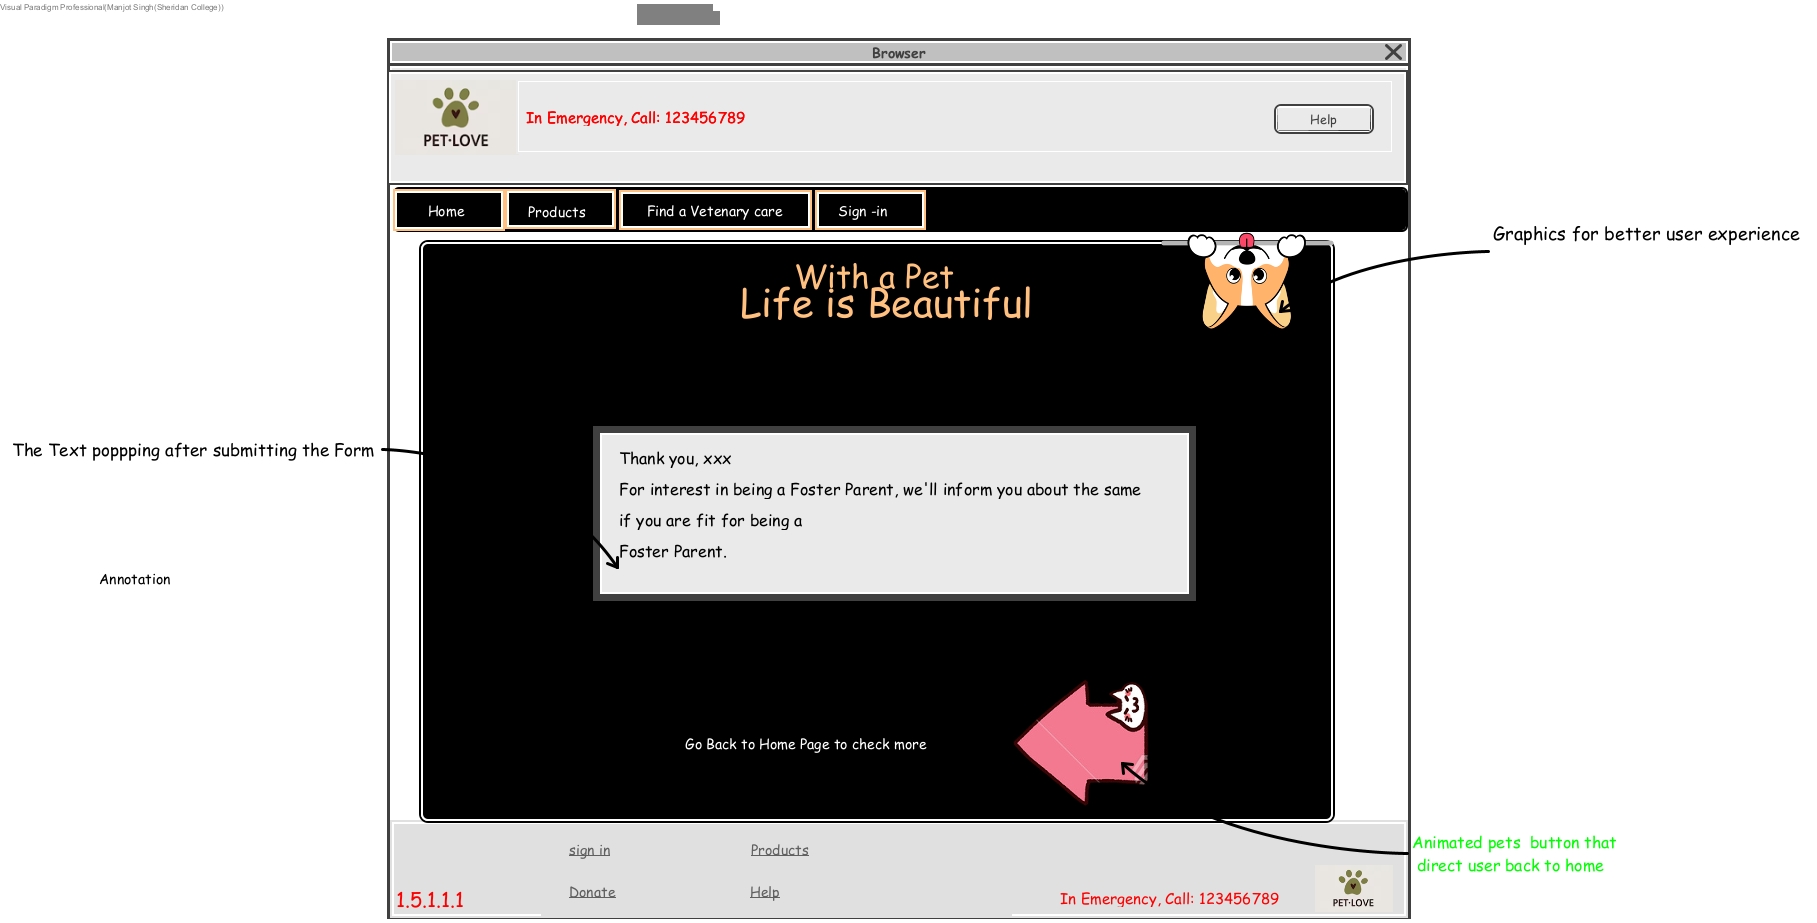 Visual Paradigm Professional(Manjot Singh(Sheridan College))
Browser
PET·LOVE
In Emergency, Call: 123456789
Help
Home
Products
Find a Vetenary care
Sign -in
Graphics for better user experience
With a Pet
Life is Beautiful
The Text poppping after submitting the Form
Thank you, xxx
For interest in being a Foster Parent, we'll inform you about the same
if you are fit for being a
Foster Parent.
Annotation
Go Back to Home Page to check more
Animated pets  button that
direct user back to home
sign in
Products
1.5.1.1.1
Donate
Help
In Emergency, Call: 123456789
PET·LOVE